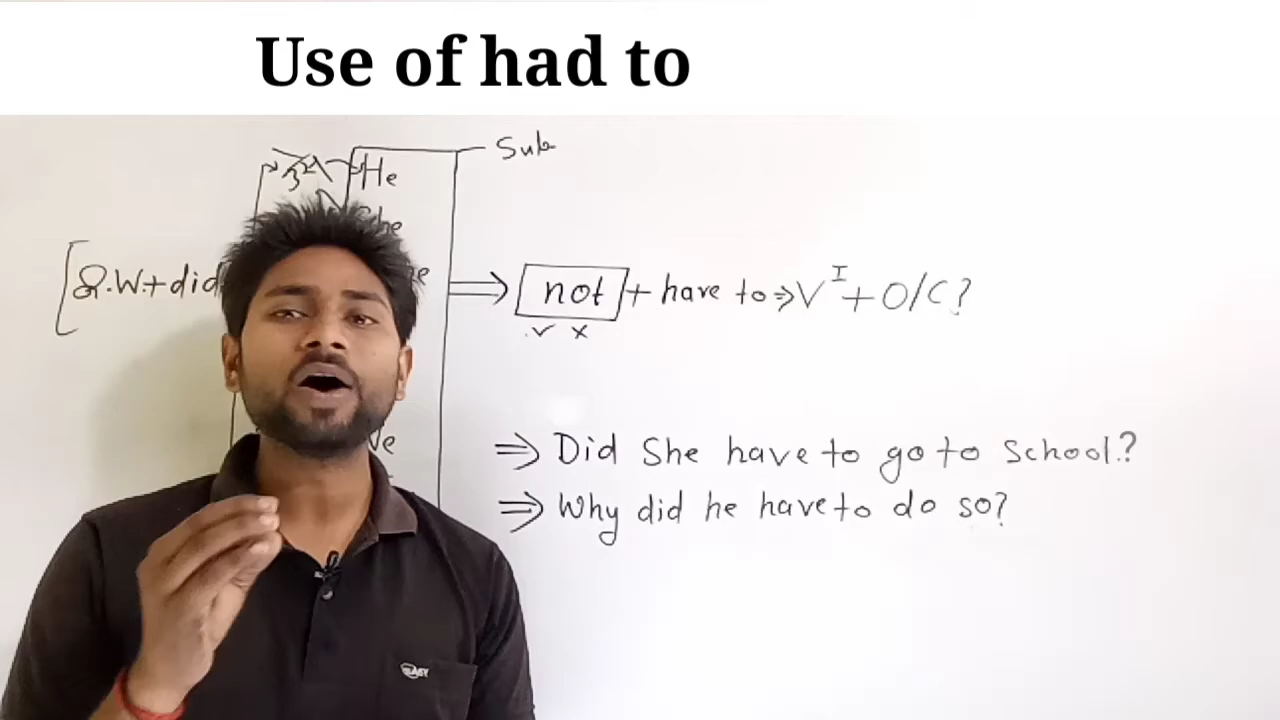 Use of had to
Sub
He
she
[Q.W+did
not + have to ⇒ V^I + O/C?
✓ ×
⇒ Did She have to go to School.?
⇒ Why did he have to do so?